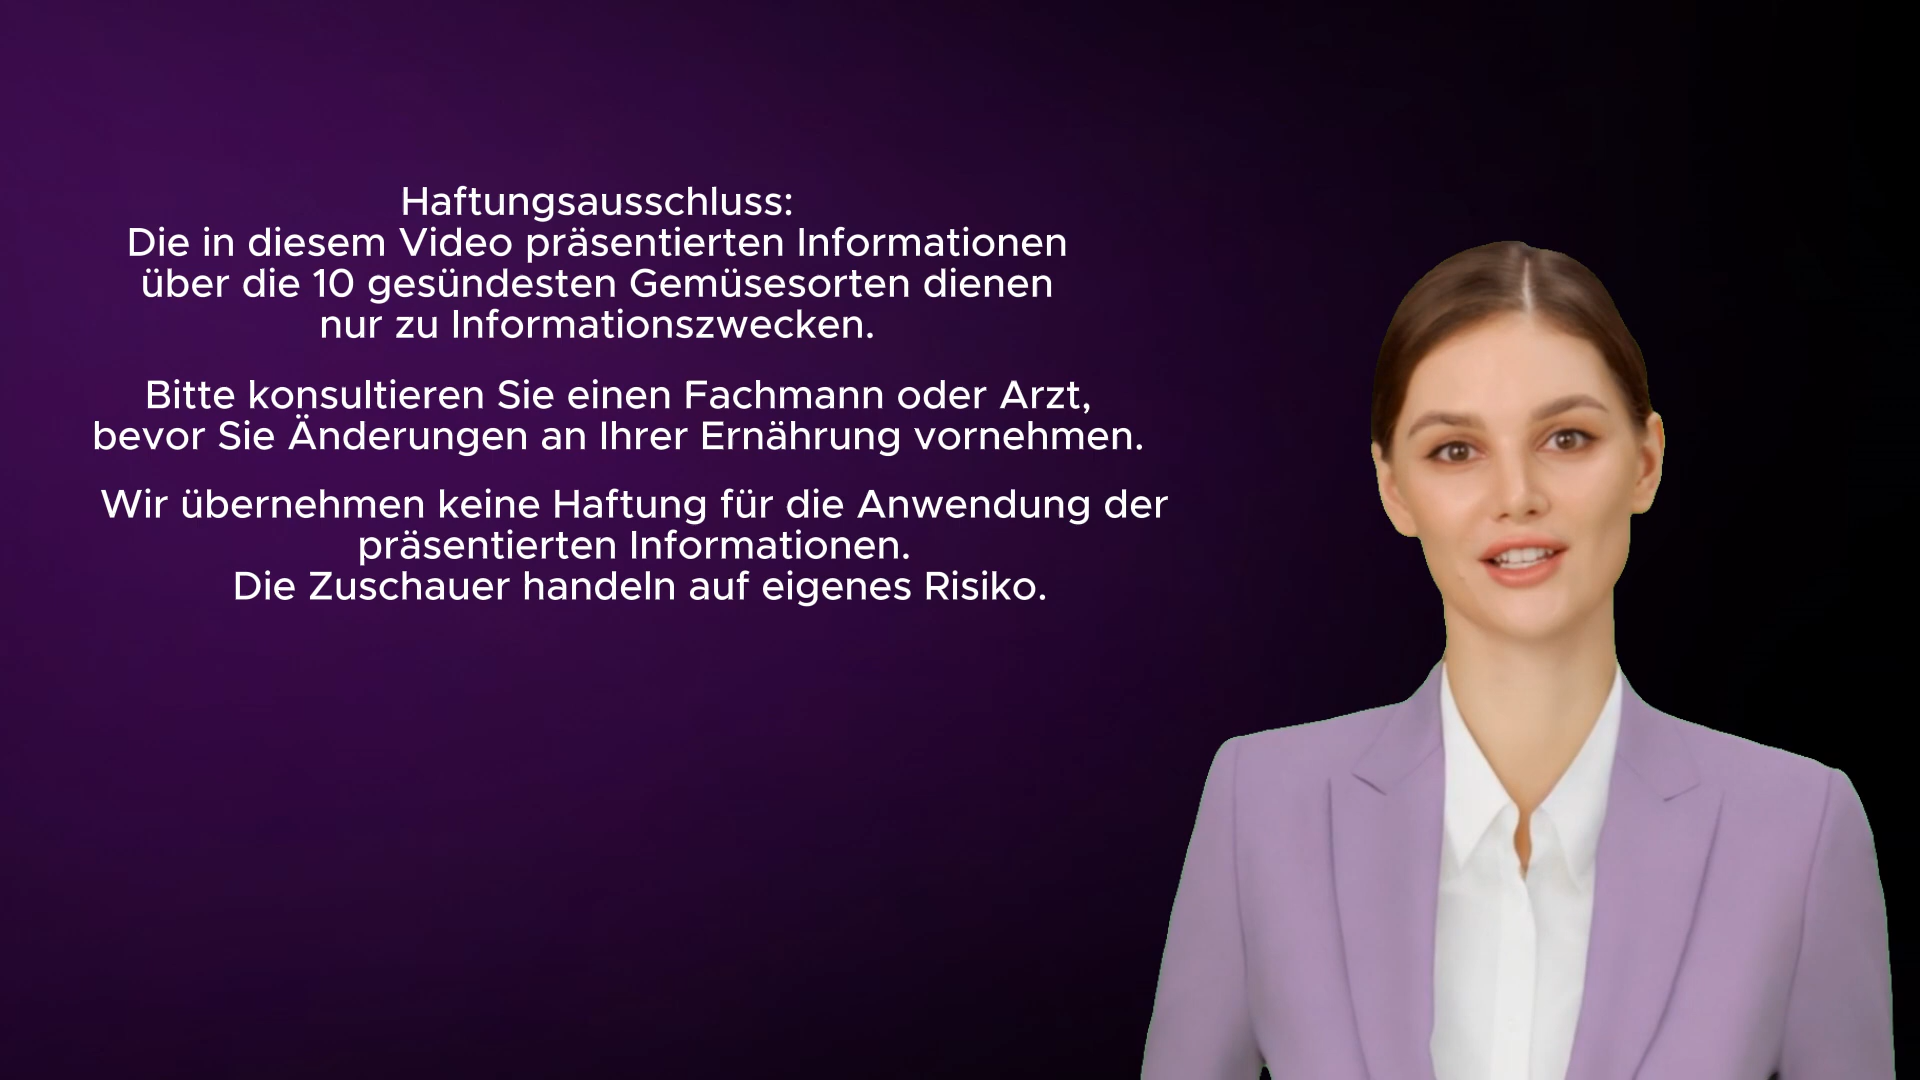 Haftungsausschluss:
Die in diesem Video präsentierten Informationen
über die 10 gesündesten Gemüsesorten dienen
nur zu Informationszwecken.
Bitte konsultieren Sie einen Fachmann oder Arzt,
bevor Sie Änderungen an Ihrer Ernährung vornehmen.
Wir übernehmen keine Haftung für die Anwendung der
präsentierten Informationen.
Die Zuschauer handeln auf eigenes Risiko.